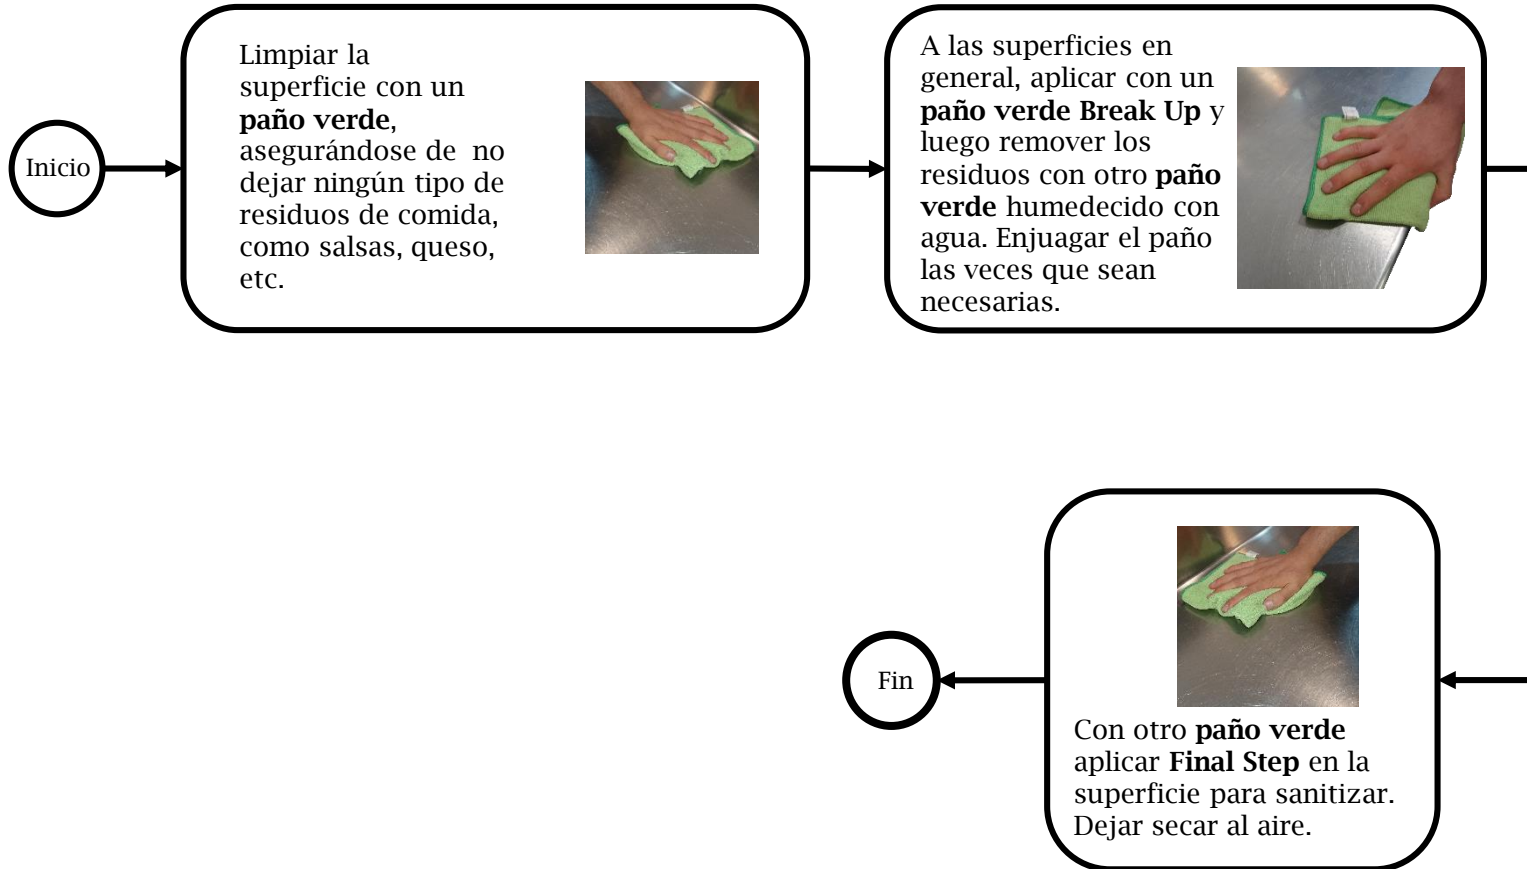 Inicio
Limpiar la
superficie con un
paño verde,
asegurándose de no
dejar ningún tipo de
residuos de comida,
como salsas, queso,
etc.
A las superficies en
general, aplicar con un
paño verde Break Up y
luego remover los
residuos con otro paño
verde humedecido con
agua. Enjuagar el paño
las veces que sean
necesarias.
Con otro paño verde
aplicar Final Step en la
superficie para sanitizar.
Dejar secar al aire.
Fin